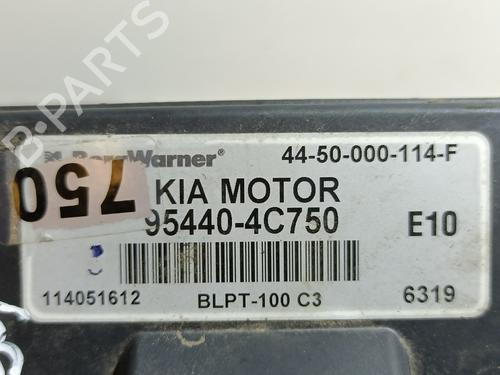 B-PARTS
BorgWarner®
44-50-000-114-F
750
KIA MOTOR
95440-4C750
E10
114051612
BLPT-100 C3
6319